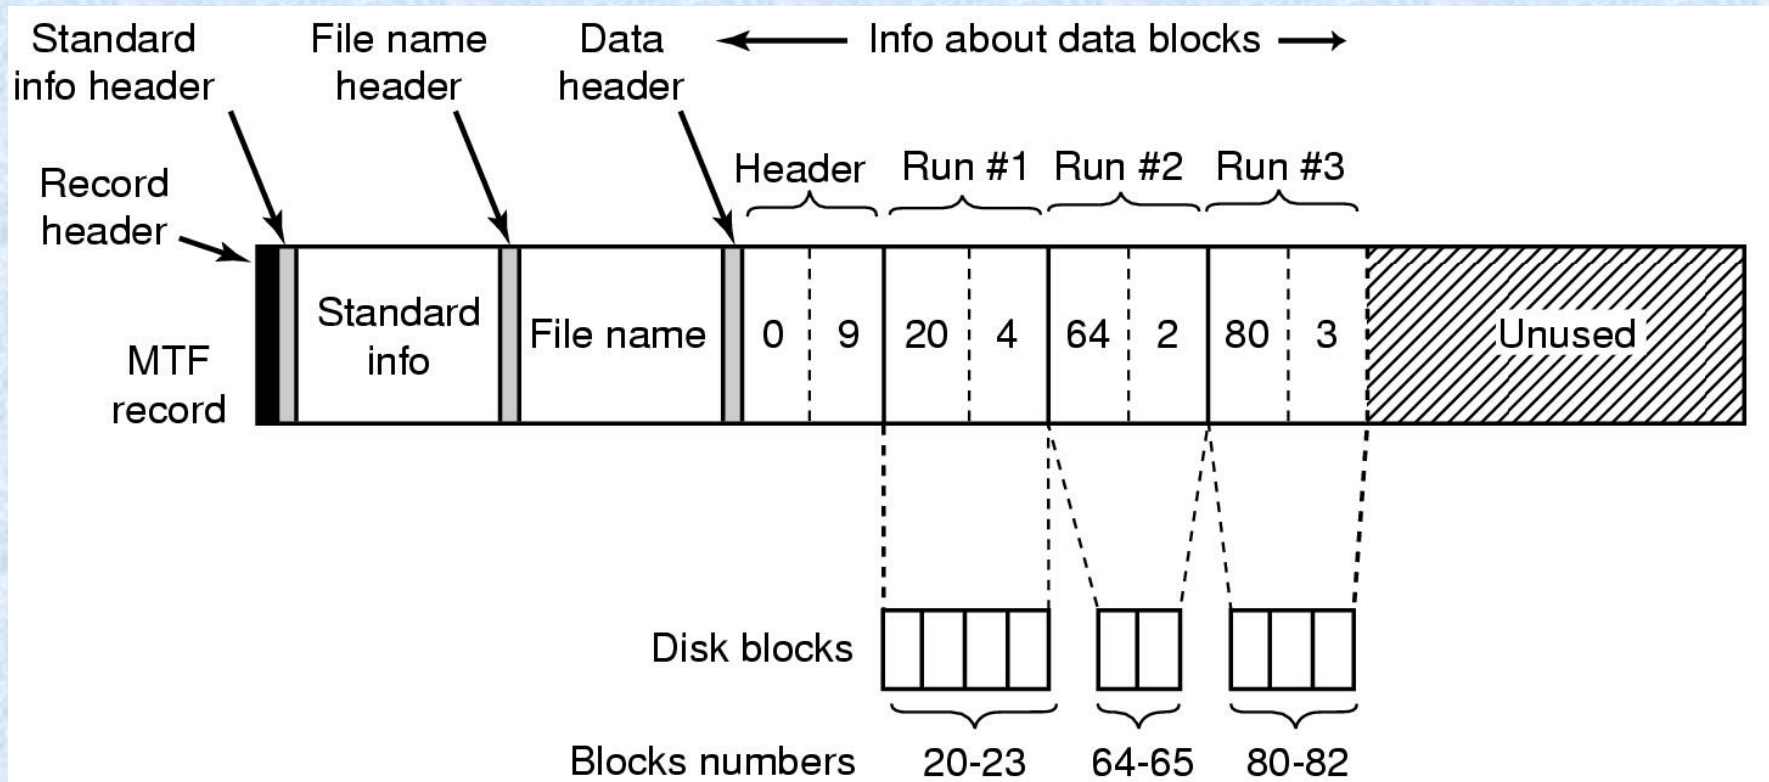 Standard
info header
File name
header
Data
header
Info about data blocks
Record
header
Header
Run #1
Run #2
Run #3
MTF
record
Standard
info
File name
0 9 20 4 64 2 80 3
Unused
Disk blocks
Blocks numbers 20-23 64-65 80-82